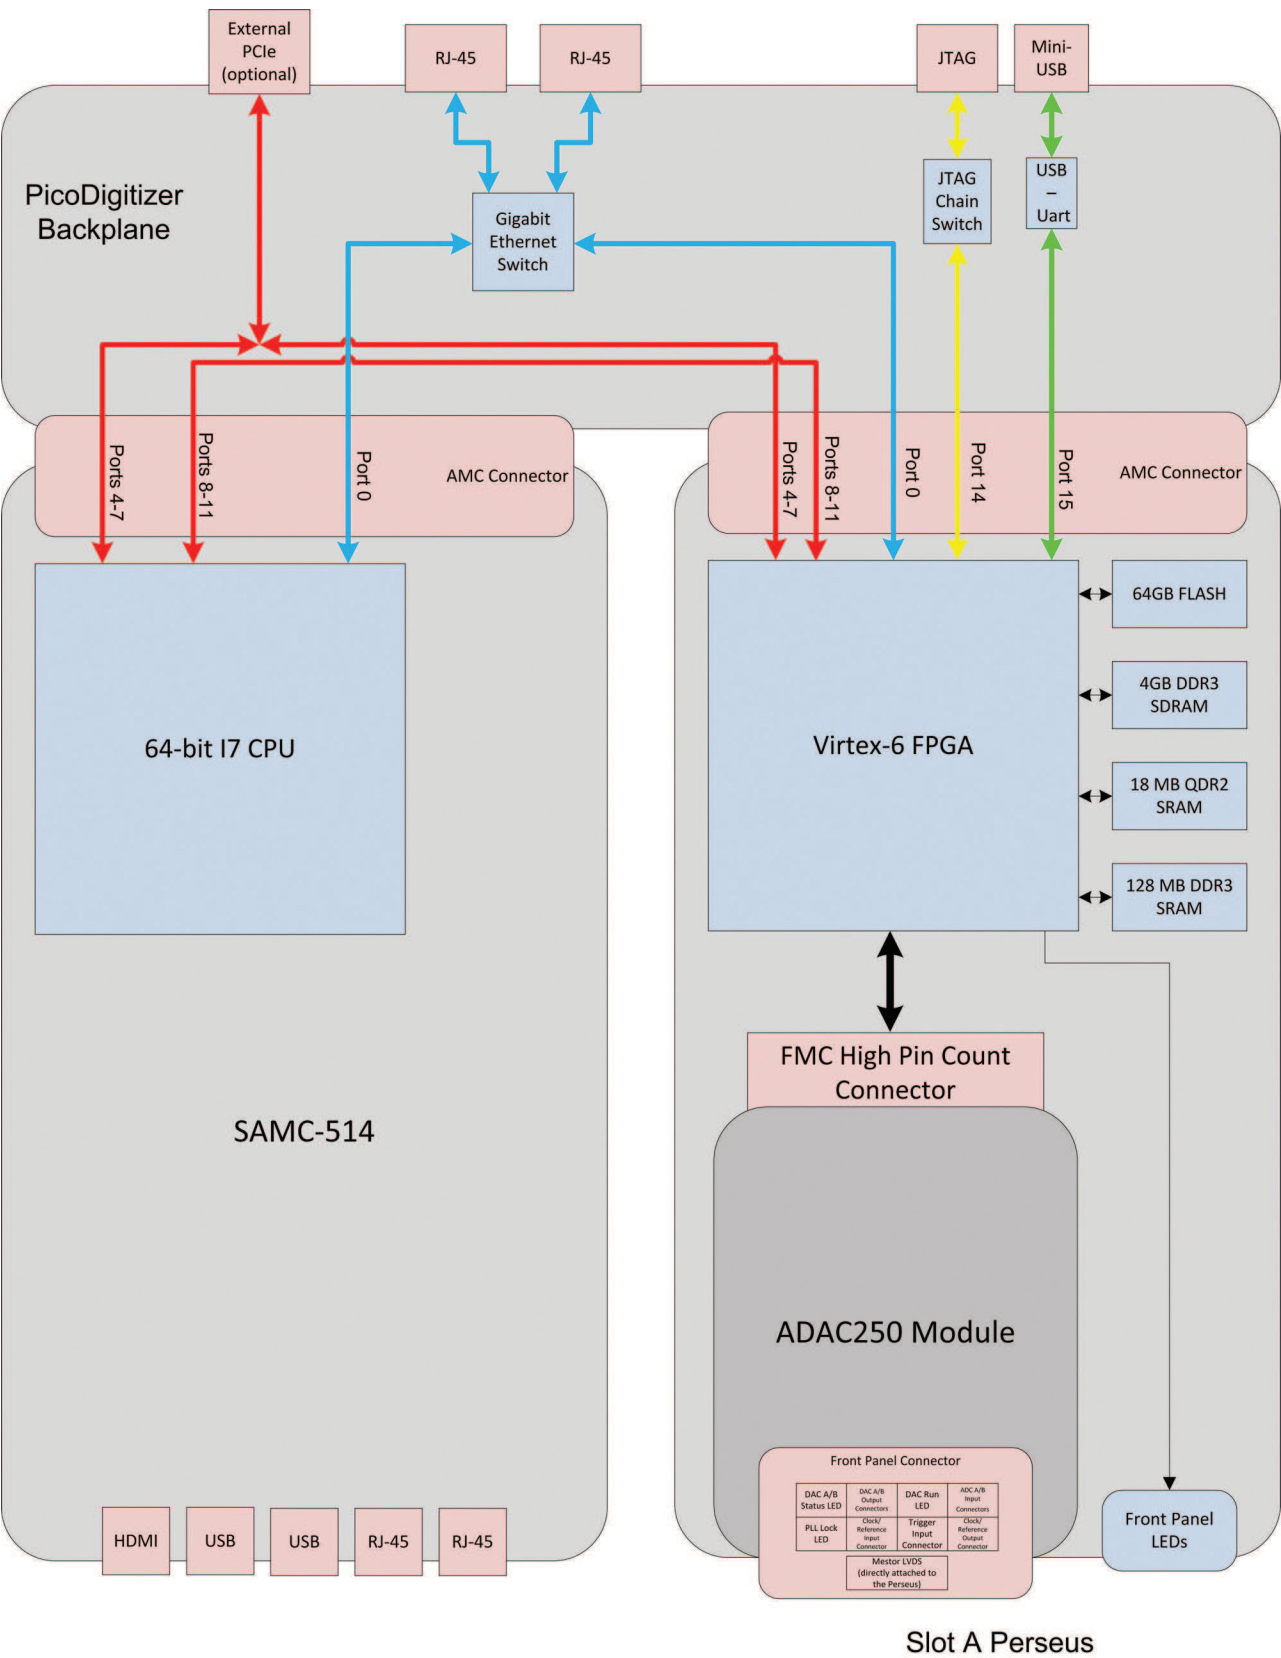 External
PCIe
(optional)
RJ-45
RJ-45
JTAG
Mini-
USB
PicoDigitizer
Backplane
Gigabit
Ethernet
Switch
JTAG
Chain
Switch
USB
–
Uart
Ports 4-7
Ports 8-11
Port 0
AMC Connector
Ports 4-7
Ports 8-11
Port 0
Port 14
Port 15
AMC Connector
64-bit I7 CPU
Virtex-6 FPGA
64GB FLASH
4GB DDR3
SDRAM
18 MB QDR2
SRAM
128 MB DDR3
SRAM
FMC High Pin Count
Connector
SAMC-514
ADAC250 Module
Front Panel Connector
DAC A/B
Status LED
DAC A/B
Output
Connectors
DAC Run
LED
ADC A/B
Input
Connectors
PLL Lock
LED
Clock/
Reference
Input
Connector
Trigger
Input
Connector
Clock/
Reference
Output
Connector
Mestor LVDS
(directly attached to
the Perseus)
Front Panel
LEDs
HDMI
USB
USB
RJ-45
RJ-45
Slot A Perseus